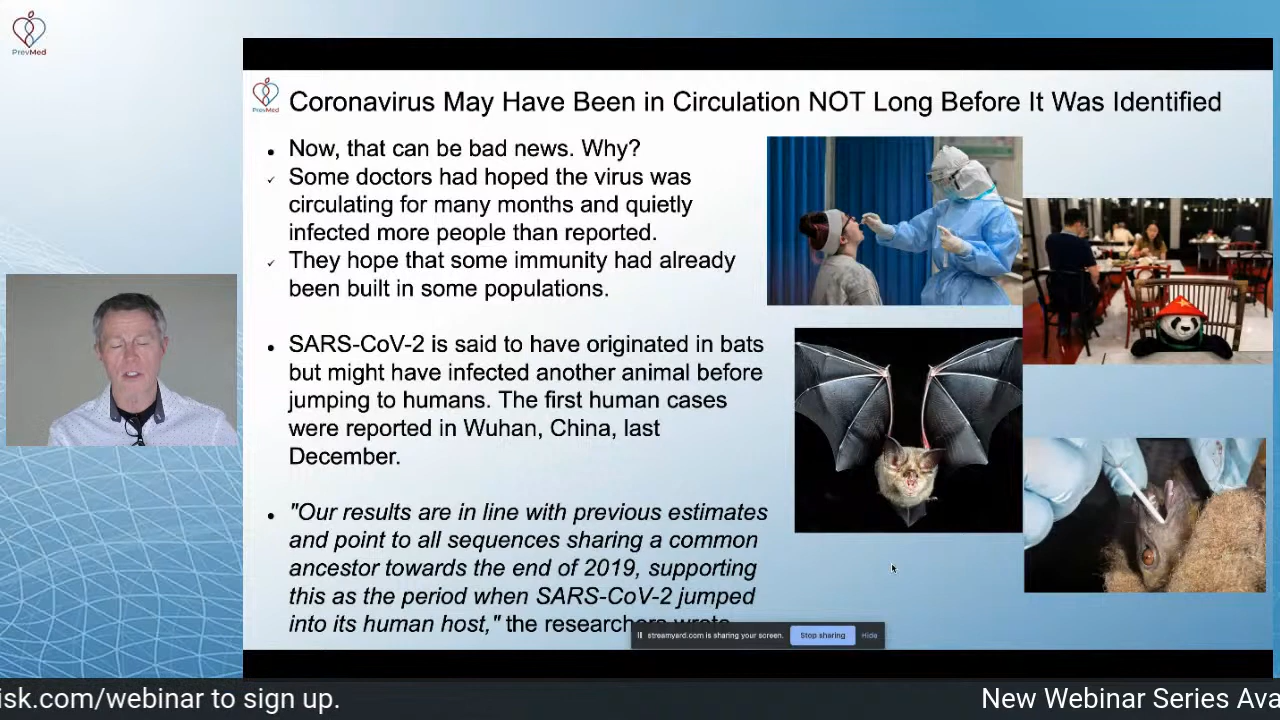 PrevMed
PrevMed
Coronavirus May Have Been in Circulation NOT Long Before It Was Identified
• Now, that can be bad news. Why?
✓ Some doctors had hoped the virus was
circulating for many months and quietly
infected more people than reported.
✓ They hope that some immunity had already
been built in some populations.
• SARS-CoV-2 is said to have originated in bats
but might have infected another animal before
jumping to humans. The first human cases
were reported in Wuhan, China, last
December.
• "Our results are in line with previous estimates
and point to all sequences sharing a common
ancestor towards the end of 2019, supporting
this as the period when SARS-CoV-2 jumped
into its human host," the researchers wrote
streamyard.com is sharing your screen.
Stop sharing
Hide
isk.com/webinar to sign up.
New Webinar Series Ava